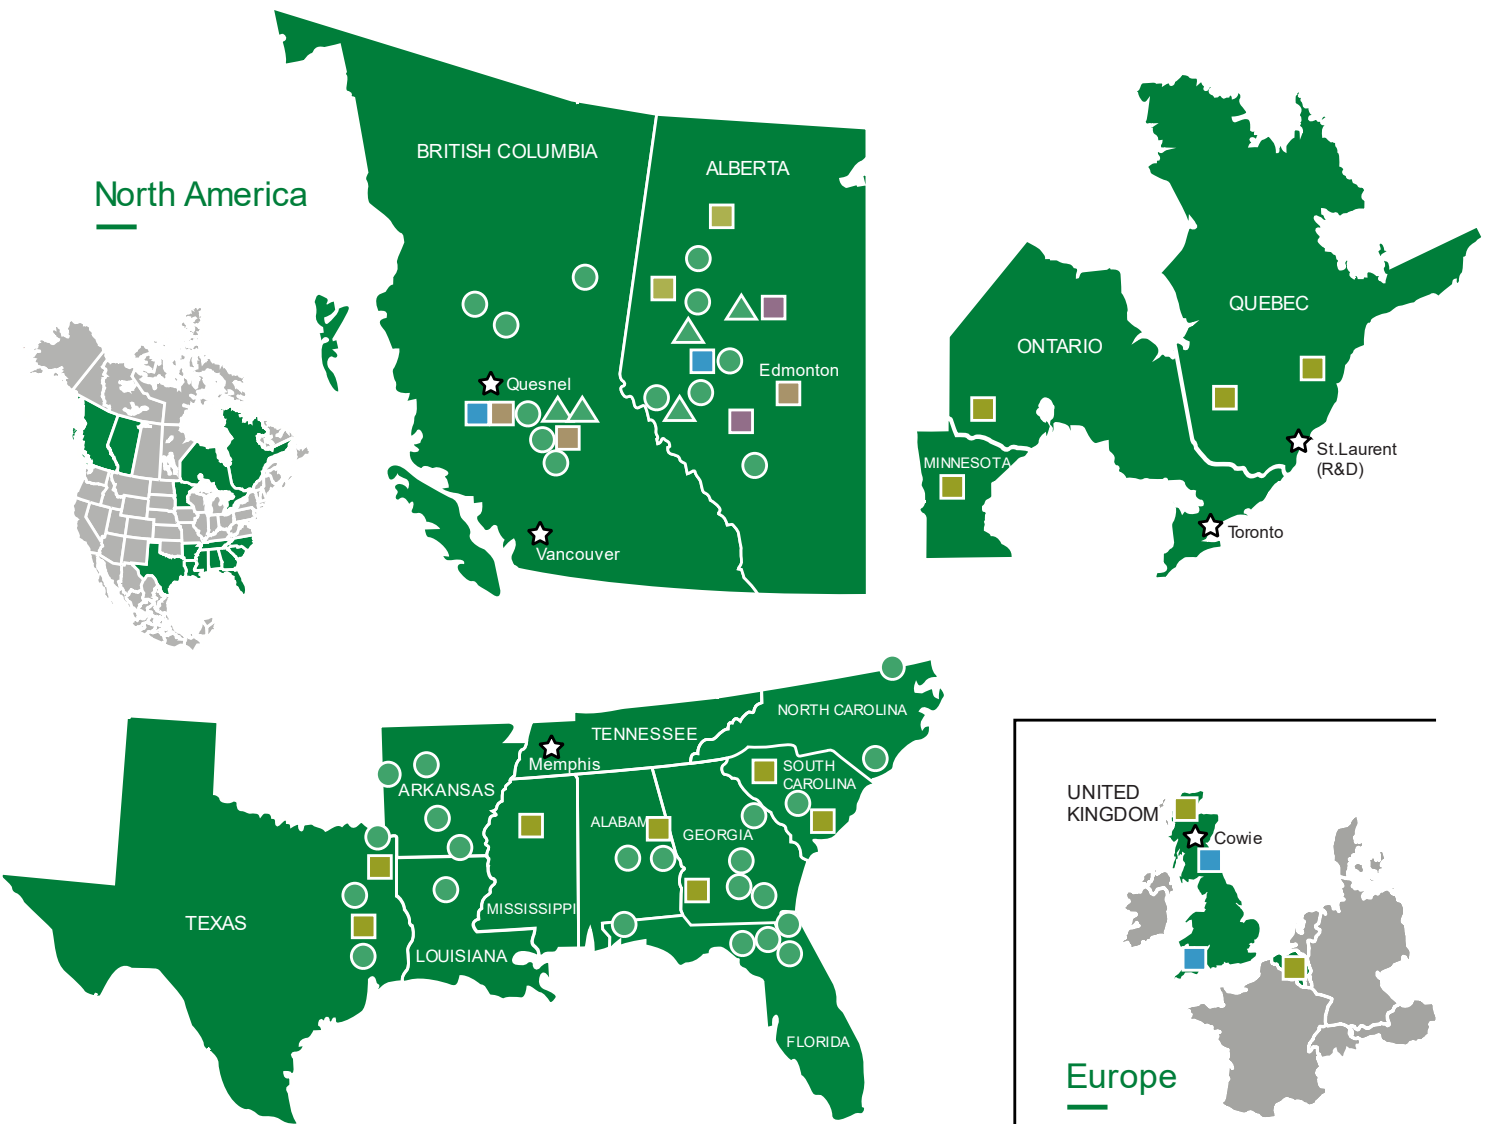 North America
BRITISH COLUMBIA
ALBERTA
Quesnel
Edmonton
Vancouver
QUEBEC
ONTARIO
MINNESOTA
St.Laurent
(R&D)
Toronto
NORTH CAROLINA
TENNESSEE
Memphis
SOUTH
CAROLINA
ARKANSAS
ALABAM
GEORGIA
MISSISSIPPI
TEXAS
LOUISIANA
FLORIDA
UNITED
KINGDOM
Cowie
Europe